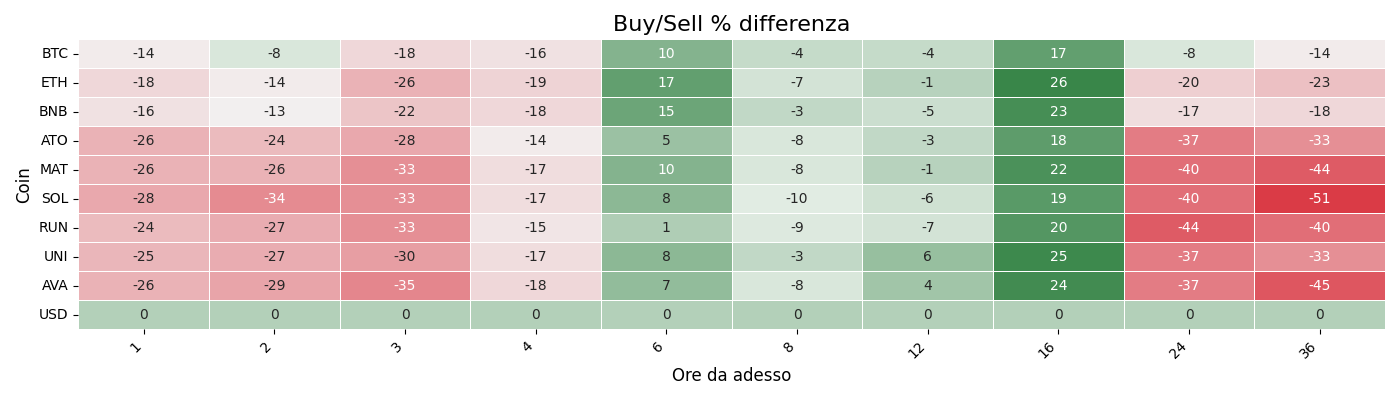 Buy/Sell % differenza
Coin
BTC -14 -8 -18 -16 10 -4 -4 17 -8 -14
ETH -18 -14 -26 -19 17 -7 -1 26 -20 -23
BNB -16 -13 -22 -18 15 -3 -5 23 -17 -18
ATO -26 -24 -28 -14 5 -8 -3 18 -37 -33
MAT -26 -26 -33 -17 10 -8 -1 22 -40 -44
SOL -28 -34 -33 -17 8 -10 -6 19 -40 -51
RUN -24 -27 -33 -15 1 -9 -7 20 -44 -40
UNI -25 -27 -30 -17 8 -3 6 25 -37 -33
AVA -26 -29 -35 -18 7 -8 4 24 -37 -45
USD 0 0 0 0 0 0 0 0 0 0
1 2 3 4 6 8 12 16 24 36
Ore da adesso